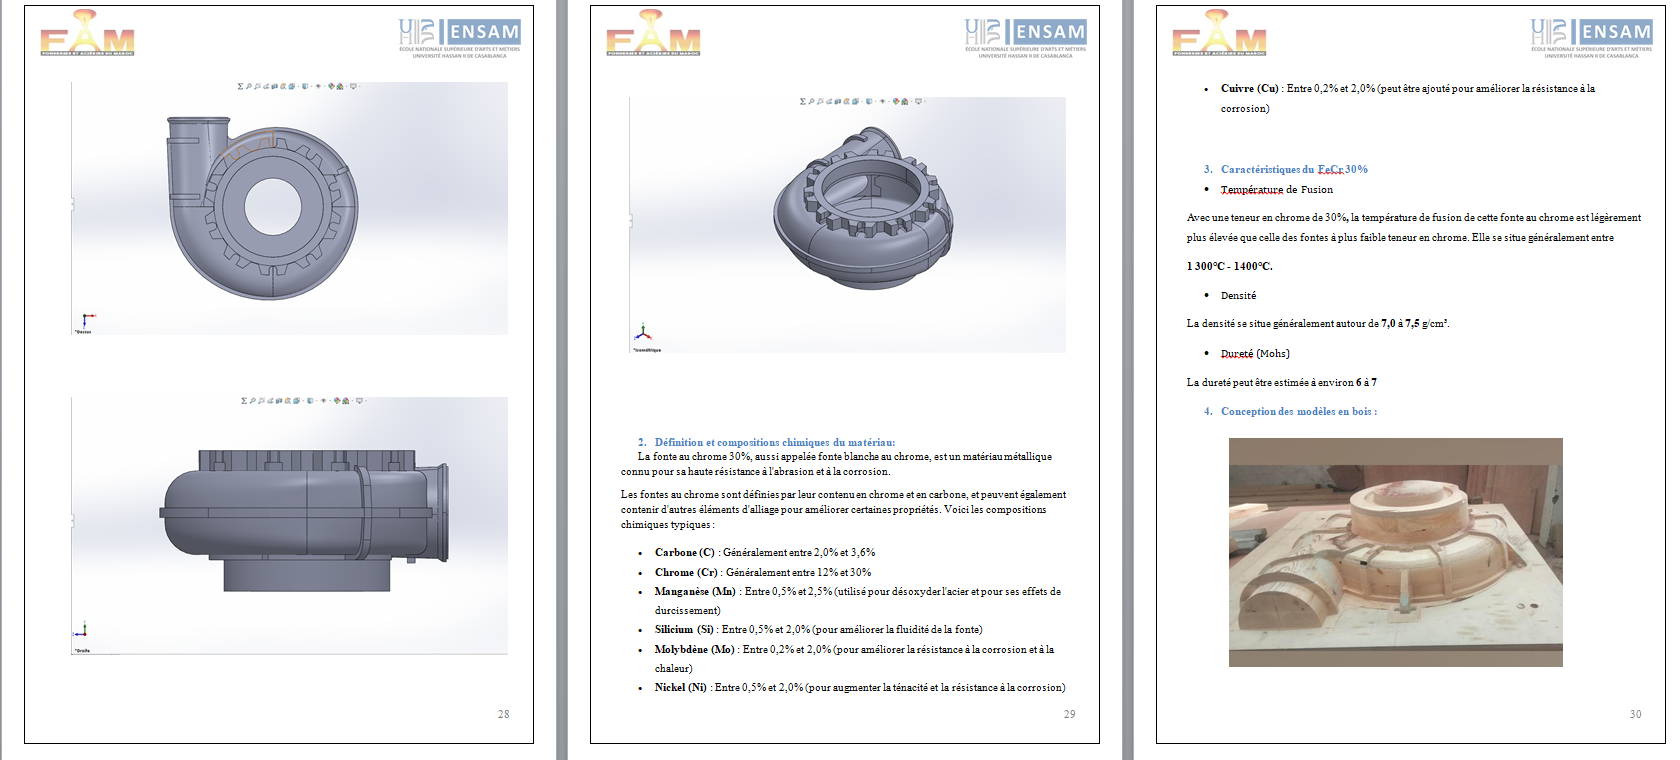 FAM
FONDERIES ET ACIÉRIES DU MAROC
ENSAM
ÉCOLE NATIONALE SUPÉRIEURE D'ARTS ET MÉTIERS
UNIVERSITÉ HASSAN II DE CASABLANCA
*Dessus
*Droite
28
FAM
FONDERIES ET ACIÉRIES DU MAROC
ENSAM
ÉCOLE NATIONALE SUPÉRIEURE D'ARTS ET MÉTIERS
UNIVERSITÉ HASSAN II DE CASABLANCA
*Isométrique
2. Définition et compositions chimiques du matériau:
La fonte au chrome 30%, aussi appelée fonte blanche au chrome, est un matériau métallique
connu pour sa haute résistance à l'abrasion et à la corrosion.
Les fontes au chrome sont définies par leur contenu en chrome et en carbone, et peuvent également
contenir d'autres éléments d'alliage pour améliorer certaines propriétés. Voici les compositions
chimiques typiques :
• Carbone (C) : Généralement entre 2,0% et 3,6%
• Chrome (Cr) : Généralement entre 12% et 30%
• Manganèse (Mn) : Entre 0,5% et 2,5% (utilisé pour désoxyder l'acier et pour ses effets de
durcissement)
• Silicium (Si) : Entre 0,5% et 2,0% (pour améliorer la fluidité de la fonte)
• Molybdène (Mo) : Entre 0,2% et 2,0% (pour améliorer la résistance à la corrosion et à la
chaleur)
• Nickel (Ni) : Entre 0,5% et 2,0% (pour augmenter la ténacité et la résistance à la corrosion)
29
FAM
FONDERIES ET ACIÉRIES DU MAROC
ENSAM
ÉCOLE NATIONALE SUPÉRIEURE D'ARTS ET MÉTIERS
UNIVERSITÉ HASSAN II DE CASABLANCA
• Cuivre (Cu) : Entre 0,2% et 2,0% (peut être ajouté pour améliorer la résistance à la
corrosion)
3. Caractéristiques du FeCr30%
• Température de Fusion
Avec une teneur en chrome de 30%, la température de fusion de cette fonte au chrome est légèrement
plus élevée que celle des fontes à plus faible teneur en chrome. Elle se situe généralement entre
1 300°C - 1400°C.
• Densité
La densité se situe généralement autour de 7,0 à 7,5 g/cm³.
• Dureté (Mohs)
La dureté peut être estimée à environ 6 à 7
4. Conception des modèles en bois :
30